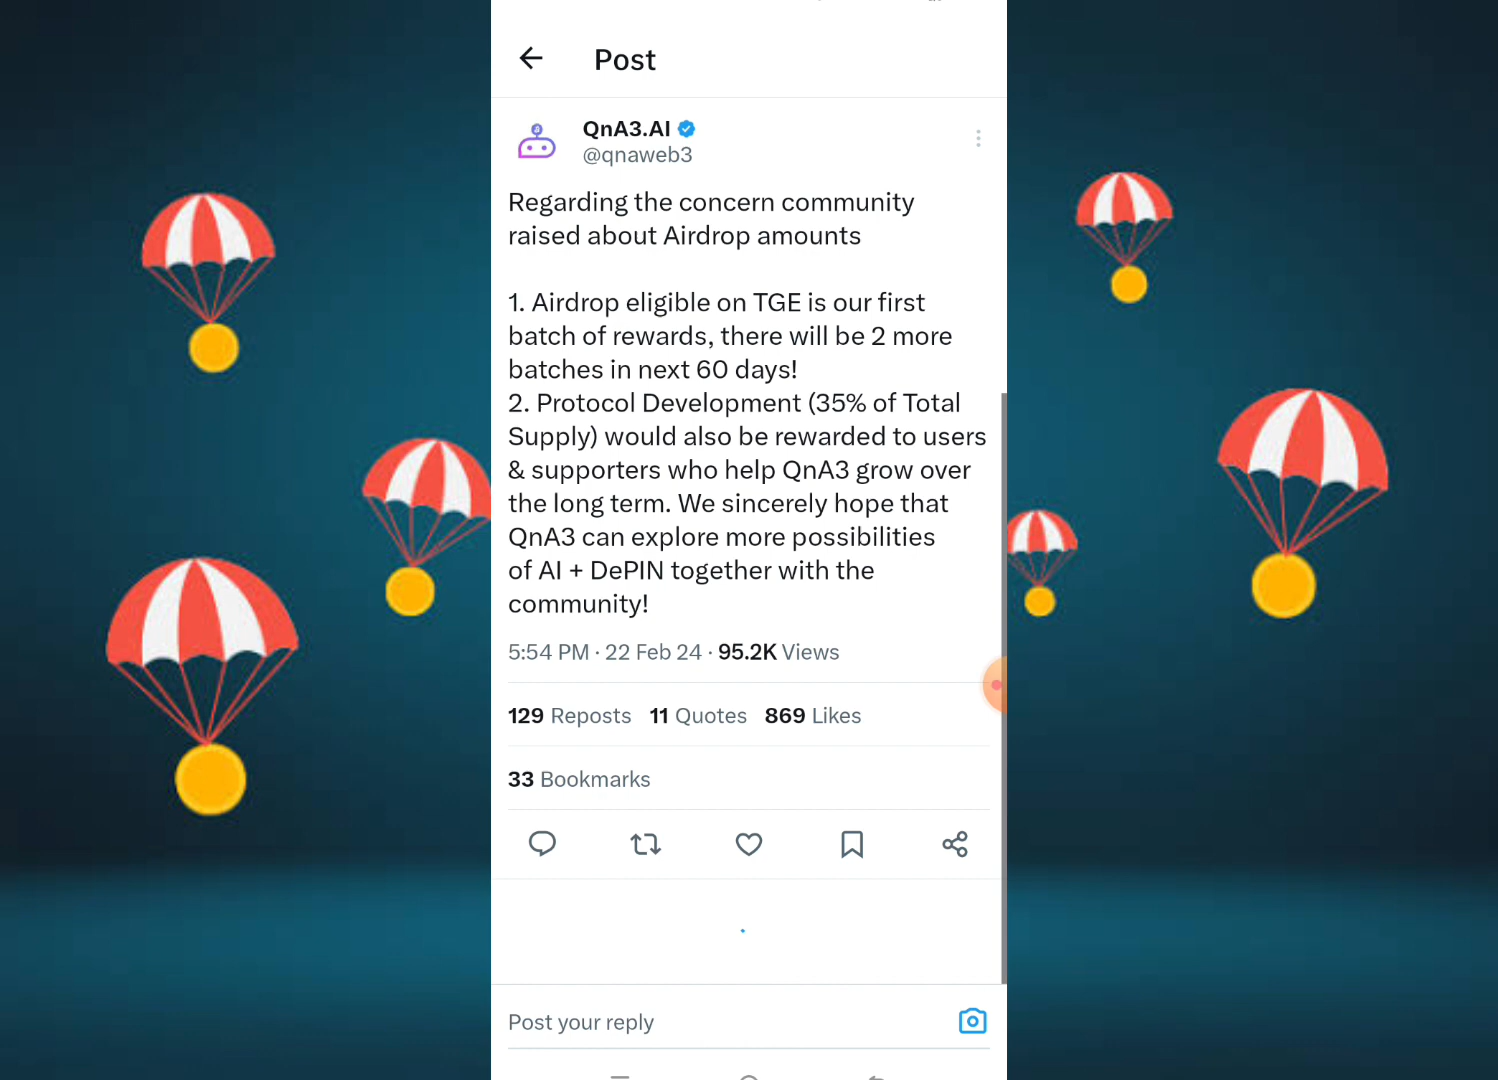 Post
QnA3.AI
@qnaweb3
Regarding the concern community
raised about Airdrop amounts
1. Airdrop eligible on TGE is our first
batch of rewards, there will be 2 more
batches in next 60 days!
2. Protocol Development (35% of Total
Supply) would also be rewarded to users
& supporters who help QnA3 grow over
the long term. We sincerely hope that
QnA3 can explore more possibilities
of AI + DePIN together with the
community!
5:54 PM · 22 Feb 24 · 95.2K Views
129 Reposts 11 Quotes 869 Likes
33 Bookmarks
Post your reply